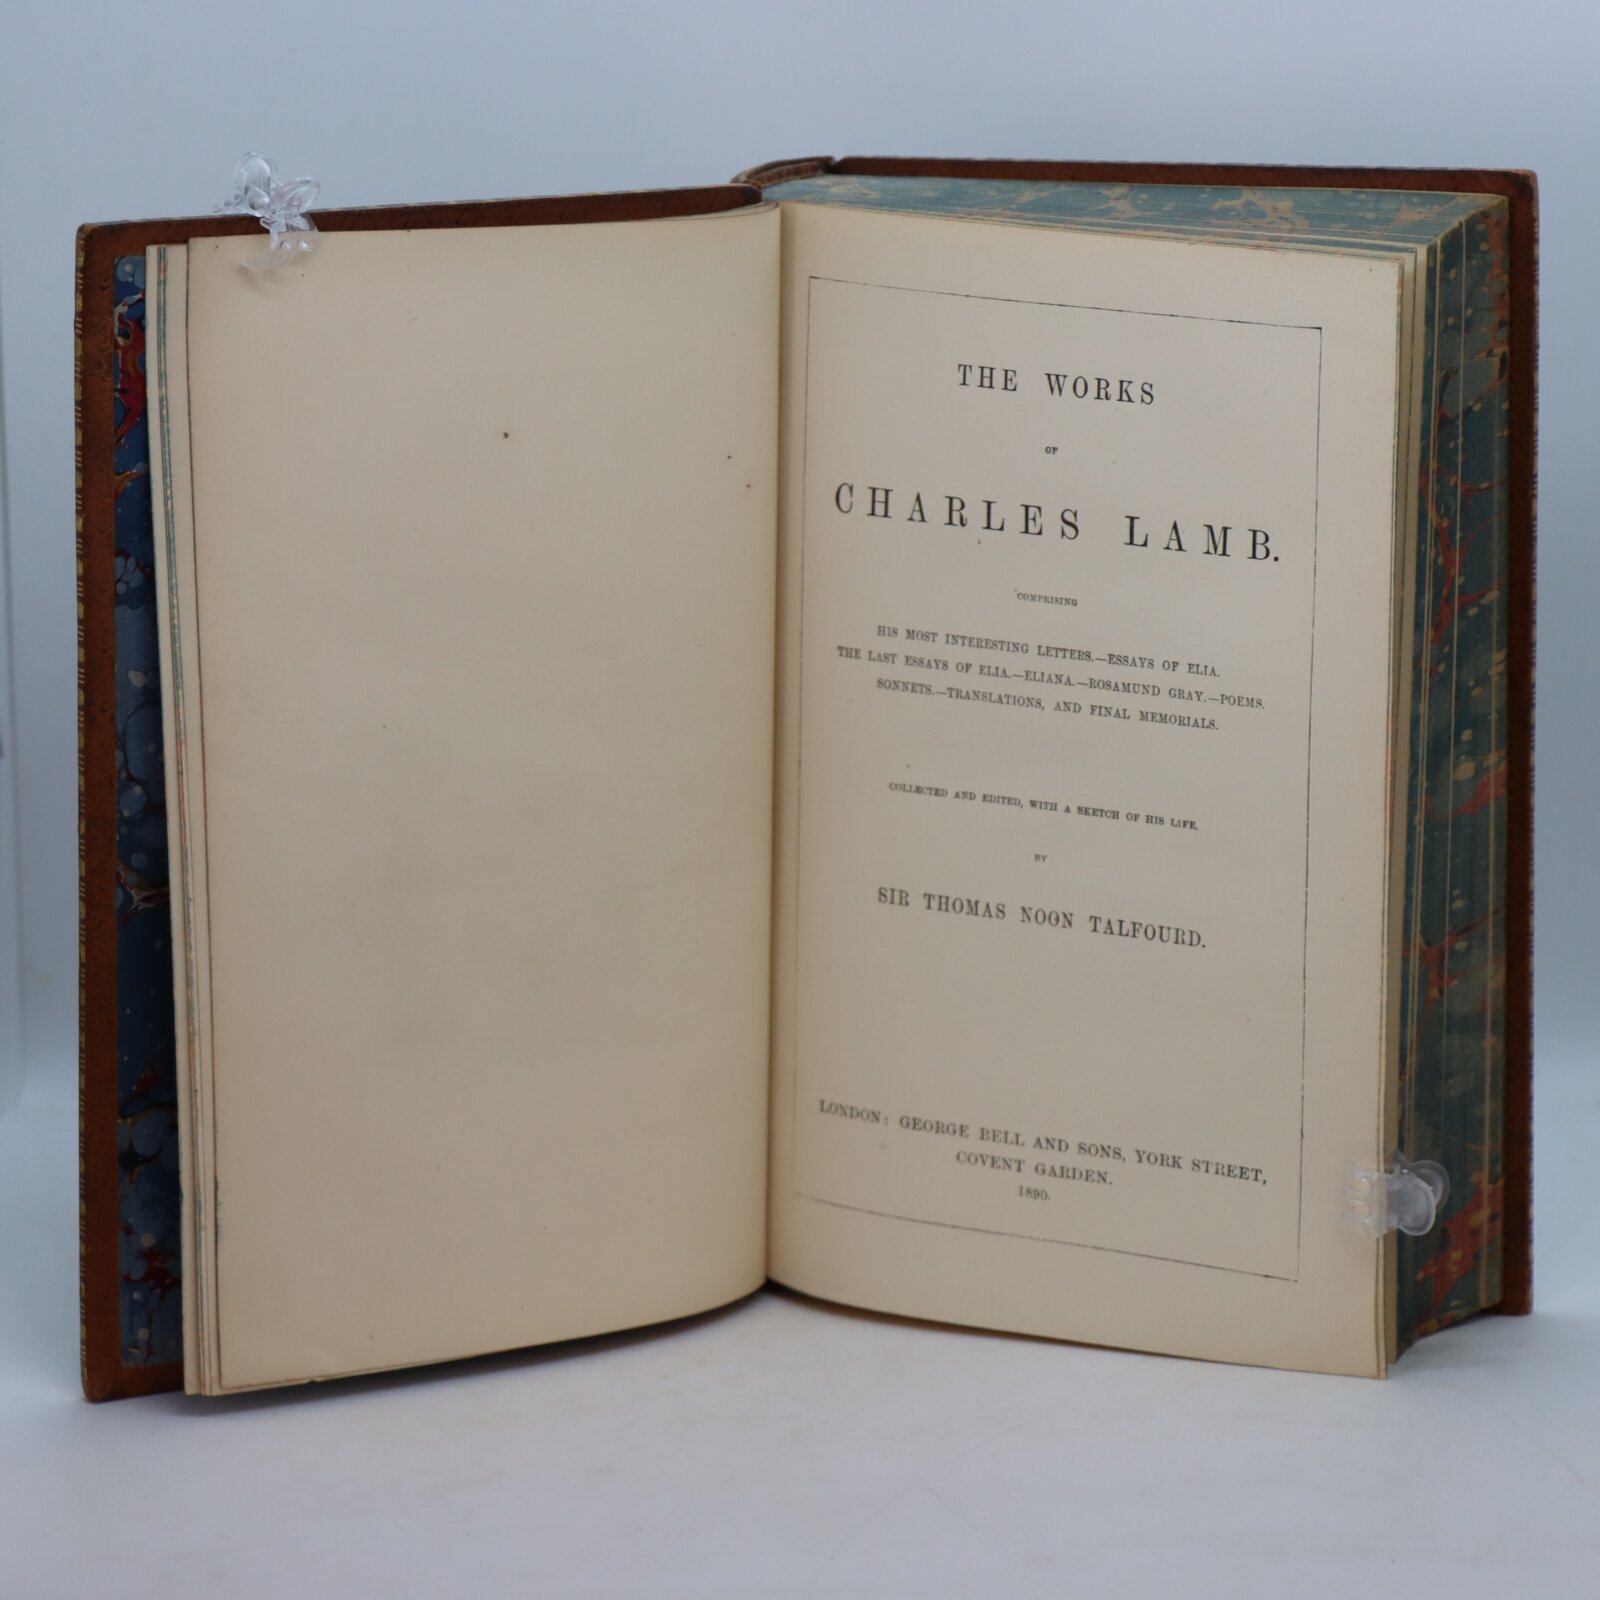 THE WORKS
OF
CHARLES LAMB.
COMPRISING
HIS MOST INTERESTING LETTERS.—ESSAYS OF ELIA.
THE LAST ESSAYS OF ELIA.—ELIANA.—ROSAMUND GRAY.—POEMS.
SONNETS.—TRANSLATIONS, AND FINAL MEMORIALS.
COLLECTED AND EDITED, WITH A SKETCH OF HIS LIFE,
BY
SIR THOMAS NOON TALFOURD.
LONDON: GEORGE BELL AND SONS, YORK STREET,
COVENT GARDEN.
1890.